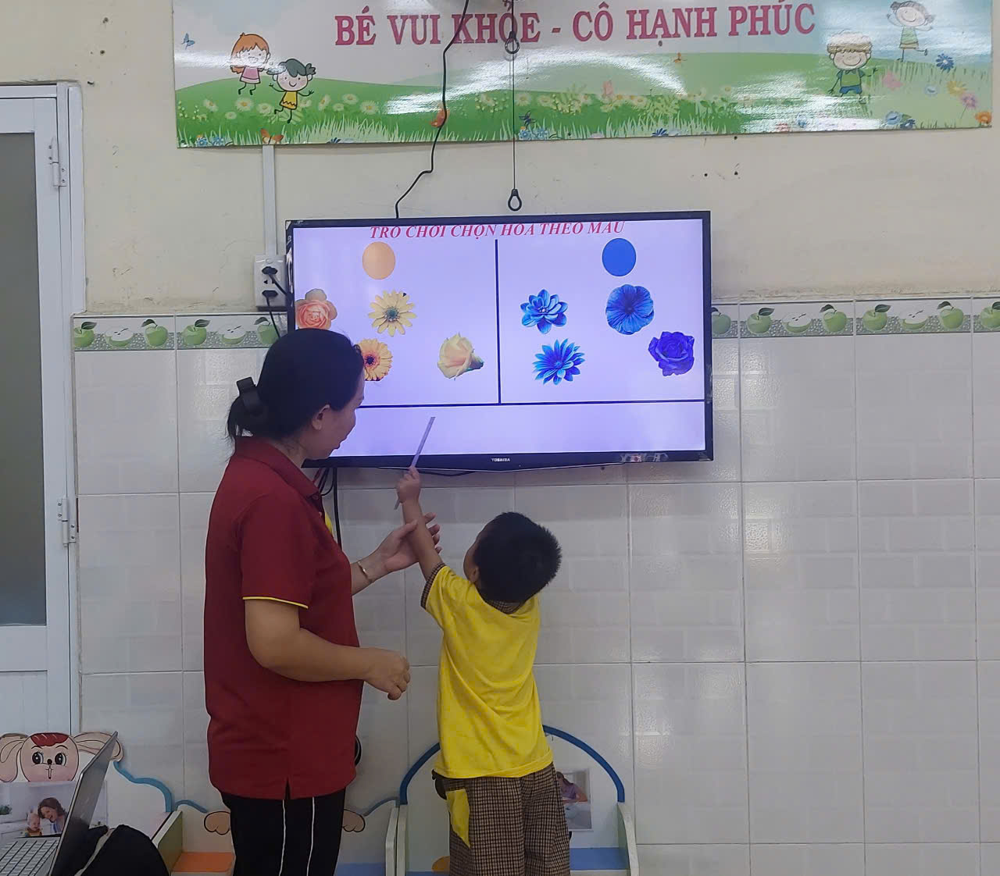 BÉ VUI KHỎE - CÔ HẠNH PHÚC
TRÒ CHƠI CHỌN HOA THEO MÀU
TOSHIBA